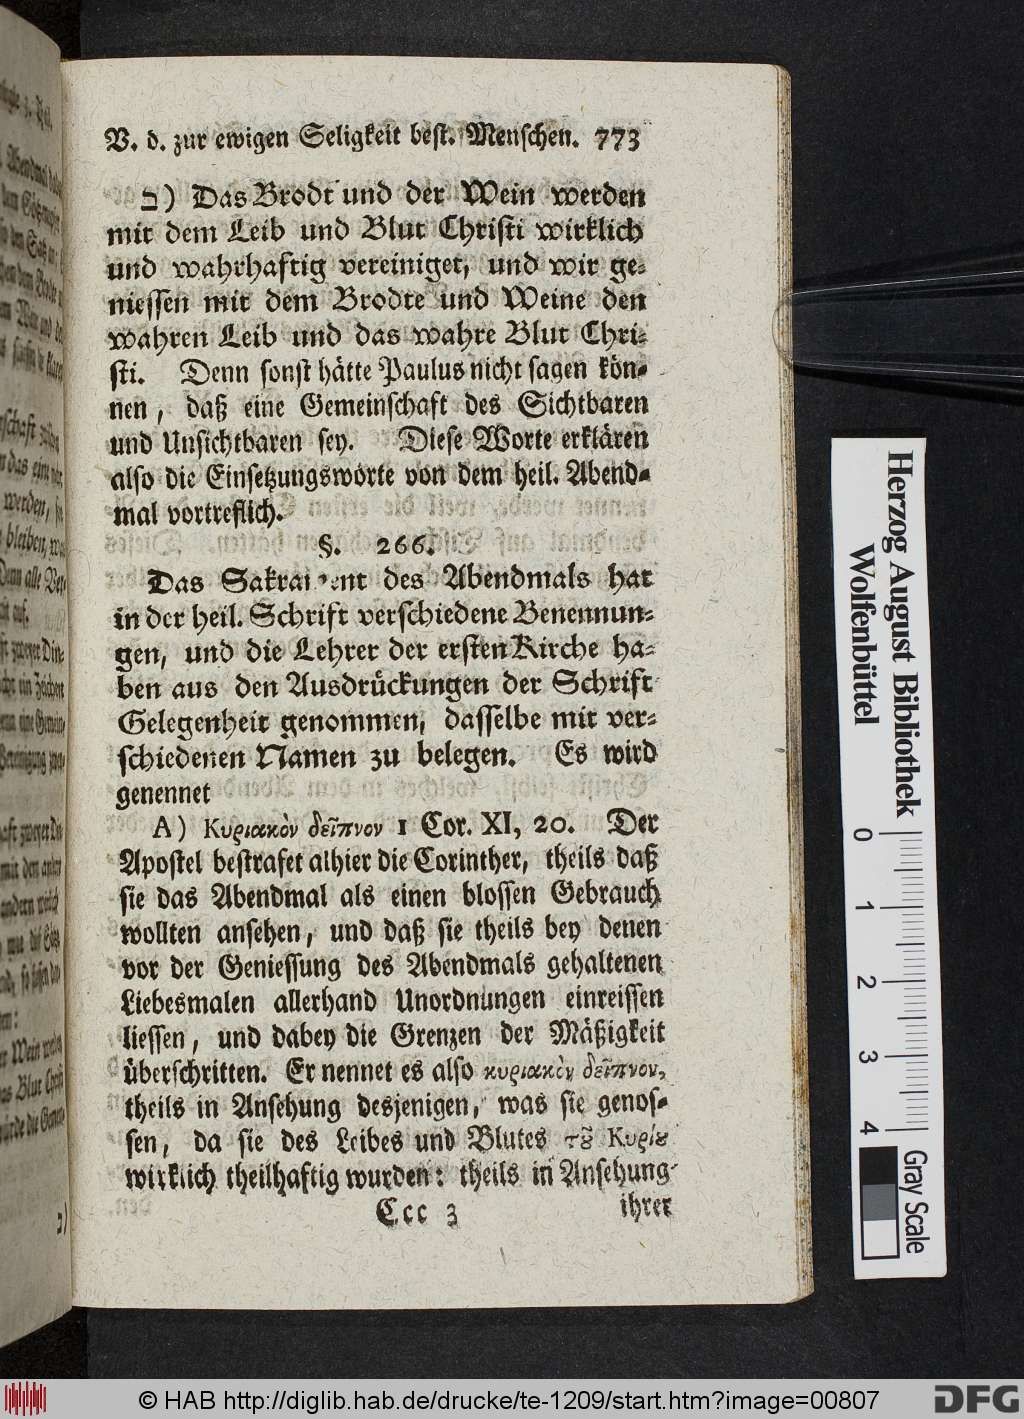 V. d. zur ewigen Seligkeit best. Menschen. 773
ב) Das Brodt und der Wein werden
mit dem Leib und Blut Christi wirklich
und wahrhaftig vereiniget, und wir ge-
niessen mit dem Brodte und Weine den
wahren Leib und das wahre Blut Chri-
sti. Denn sonst hätte Paulus nicht sagen kön-
nen, daß eine Gemeinschaft des Sichtbaren
und Unsichtbaren sey. Diese Worte erklären
also die Einsetzungsworte von dem heil. Abend-
mal vortreflich.
§. 266.
Das Sakrament des Abendmals hat
in der heil. Schrift verschiedene Benennun-
gen, und die Lehrer der ersten Kirche ha-
ben aus den Ausdrückungen der Schrift
Gelegenheit genommen, dasselbe mit ver-
schiedenen Namen zu belegen. Es wird
genennet
A) Κυριακὸν δεῖπνον 1 Cor. XI, 20. Der
Apostel bestrafet alhier die Corinther, theils daß
sie das Abendmal als einen blossen Gebrauch
wollten ansehen, und daß sie theils bey denen
vor der Geniessung des Abendmals gehaltenen
Liebesmalen allerhand Unordnungen einreissen
liessen, und dabey die Grenzen der Mäßigkeit
überschritten. Er nennet es also κυριακὸν δεῖπνον,
theils in Ansehung desjenigen, was sie genos-
sen, da sie des Leibes und Blutes τȣ͂ Κυρίȣ
wirklich theilhaftig wurden: theils in Ansehung
Ccc 3 ihrer
Herzog August Bibliothek
Wolfenbüttel
0 1 2 3 4
Gray Scale
© HAB http://diglib.hab.de/drucke/te-1209/start.htm?image=00807
DFG